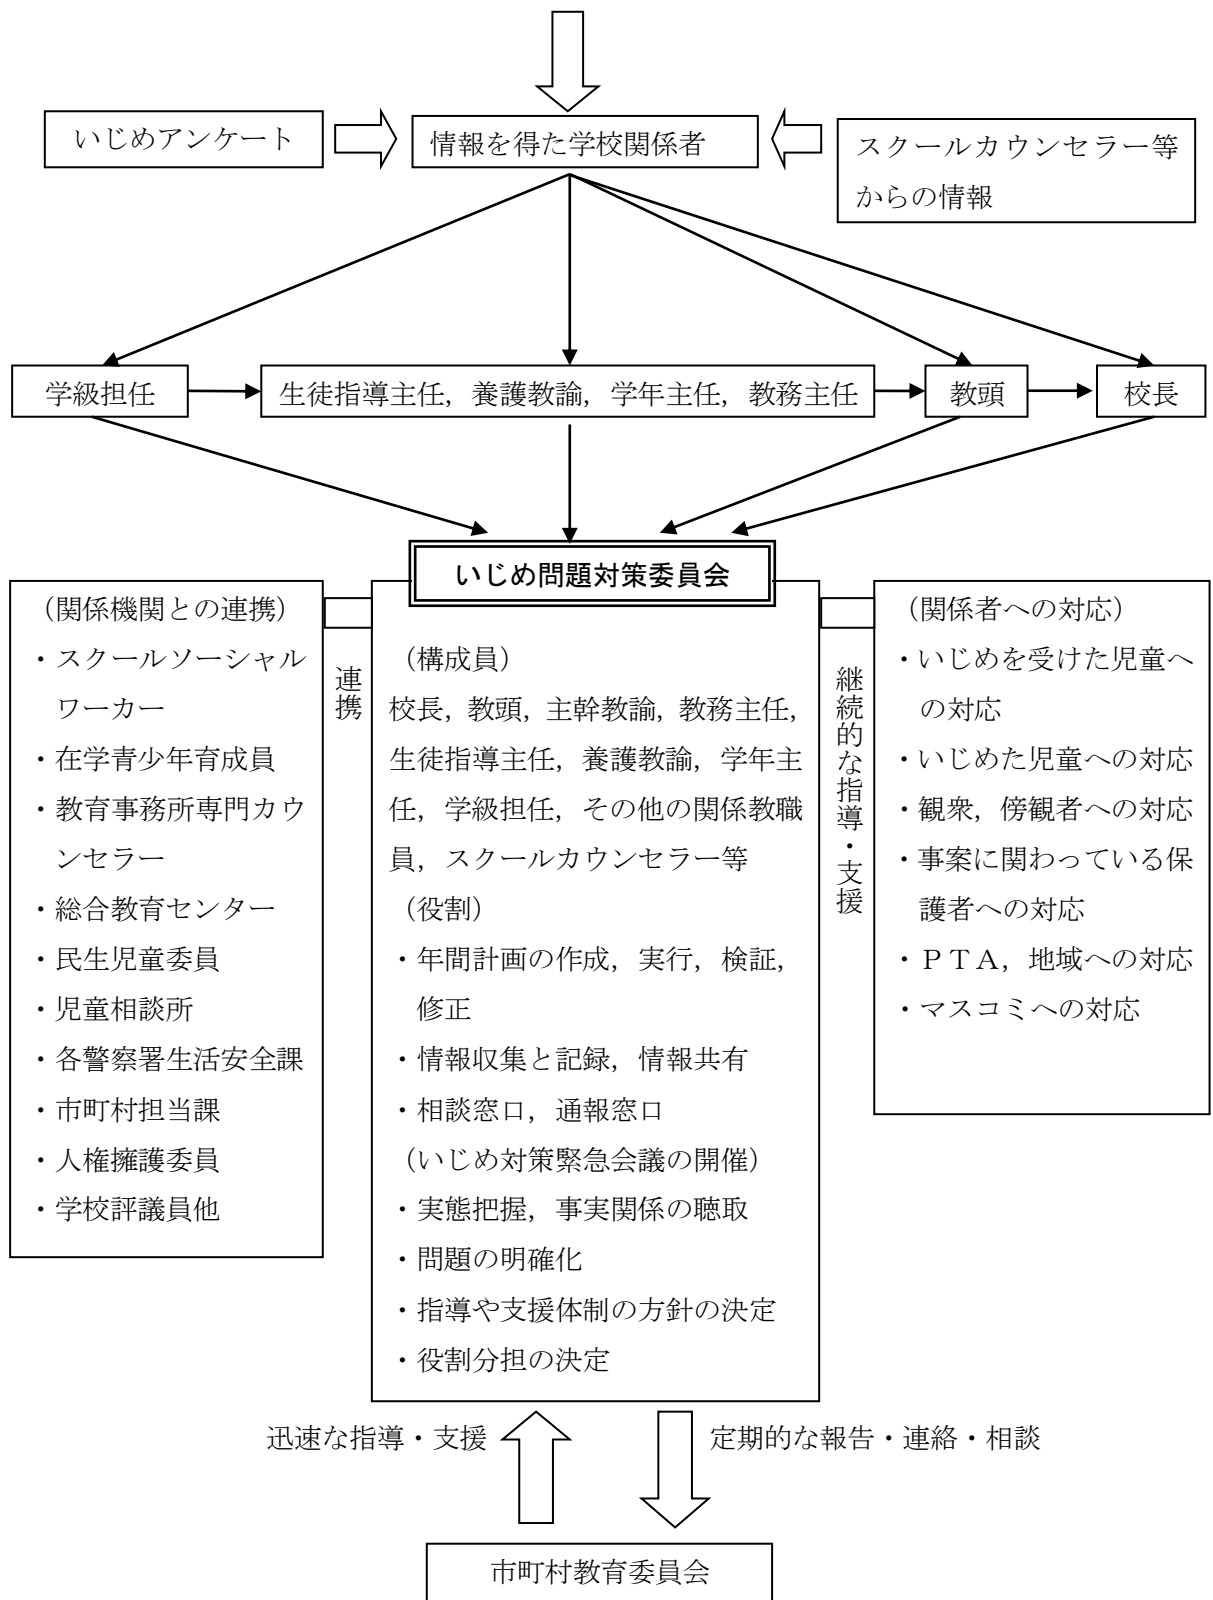 いじめアンケート
情報を得た学校関係者
スクールカウンセラー等
からの情報
学級担任
生徒指導主任，養護教諭，学年主任，教務主任
教頭
校長
いじめ問題対策委員会
（関係機関との連携）
・スクールソーシャル
ワーカー
・在学青少年育成員
・教育事務所専門カウ
ンセラー
・総合教育センター
・民生児童委員
・児童相談所
・各警察署生活安全課
・市町村担当課
・人権擁護委員
・学校評議員他
連携
（構成員）
校長，教頭，主幹教諭，教務主任，
生徒指導主任，養護教諭，学年主
任，学級担任，その他の関係教職
員，スクールカウンセラー等
（役割）
・年間計画の作成，実行，検証，
修正
・情報収集と記録，情報共有
・相談窓口，通報窓口
（いじめ対策緊急会議の開催）
・実態把握，事実関係の聴取
・問題の明確化
・指導や支援体制の方針の決定
・役割分担の決定
継続的な指導・支援
（関係者への対応）
・いじめを受けた児童へ
の対応
・いじめた児童への対応
・観衆，傍観者への対応
・事案に関わっている保
護者への対応
・ＰＴＡ，地域への対応
・マスコミへの対応
迅速な指導・支援
定期的な報告・連絡・相談
市町村教育委員会